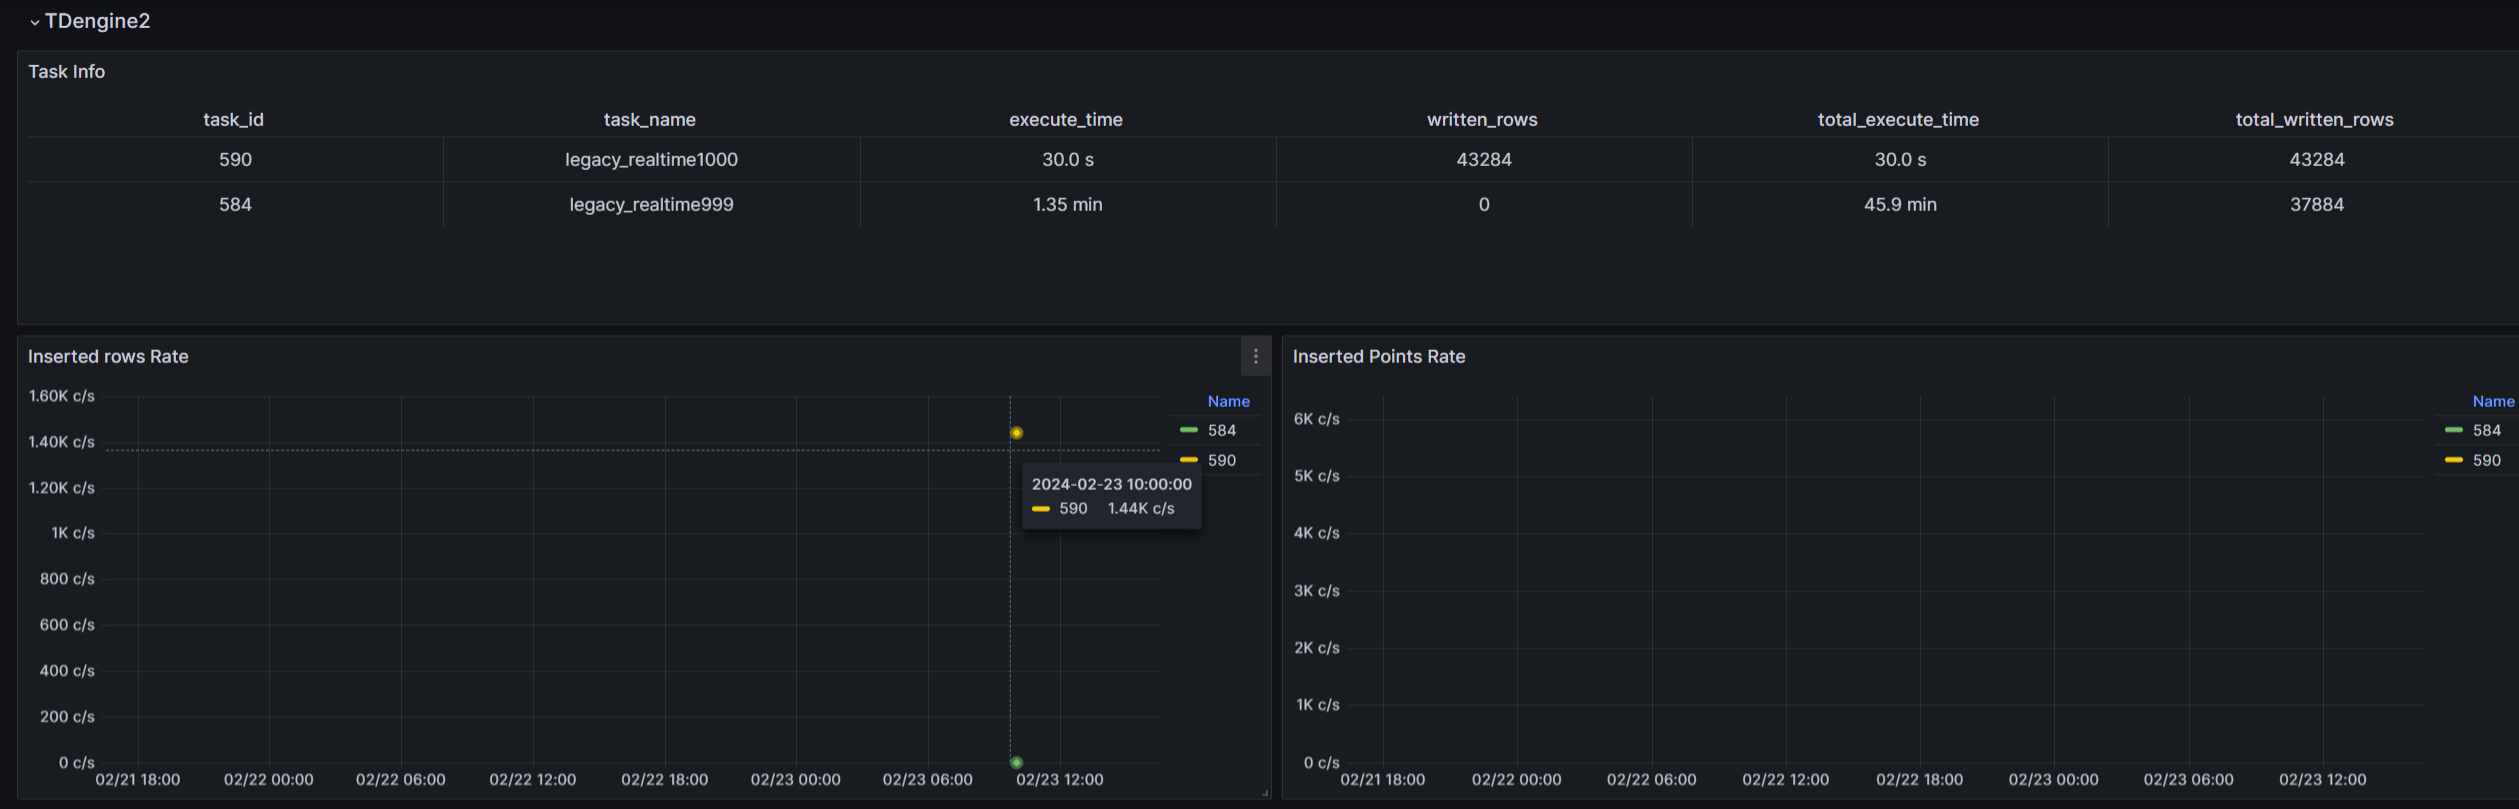 TDengine2
Task Info
task_id task_name execute_time written_rows total_execute_time total_written_rows
590 legacy_realtime1000 30.0 s 43284 30.0 s 43284
584 legacy_realtime999 1.35 min 0 45.9 min 37884
Inserted rows Rate
1.60K c/s
1.40K c/s
1.20K c/s
1K c/s
800 c/s
600 c/s
400 c/s
200 c/s
0 c/s
02/21 18:00 02/22 00:00 02/22 06:00 02/22 12:00 02/22 18:00 02/23 00:00 02/23 06:00 02/23 12:00
Name
584
590
2024-02-23 10:00:00
590 1.44K c/s
Inserted Points Rate
6K c/s
5K c/s
4K c/s
3K c/s
2K c/s
1K c/s
0 c/s
02/21 18:00 02/22 00:00 02/22 06:00 02/22 12:00 02/22 18:00 02/23 00:00 02/23 06:00 02/23 12:00
Name
584
590